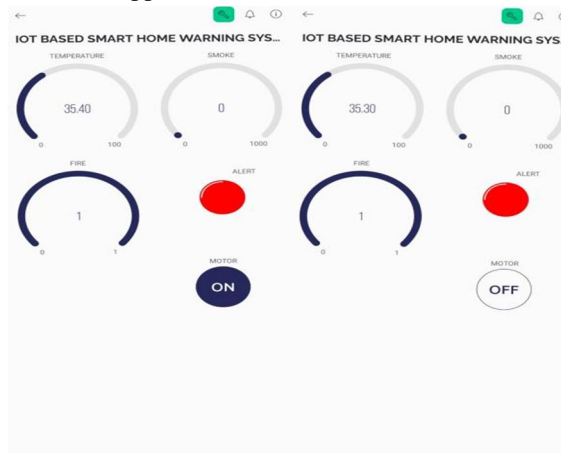 IOT BASED SMART HOME WARNING SYS...
TEMPERATURE
SMOKE
35.40
0
0
100
0
1000
FIRE
ALERT
1
0
1
MOTOR
ON
IOT BASED SMART HOME WARNING SYS
TEMPERATURE
SMOKE
35.30
0
0
100
0
1000
FIRE
ALERT
1
0
1
MOTOR
OFF